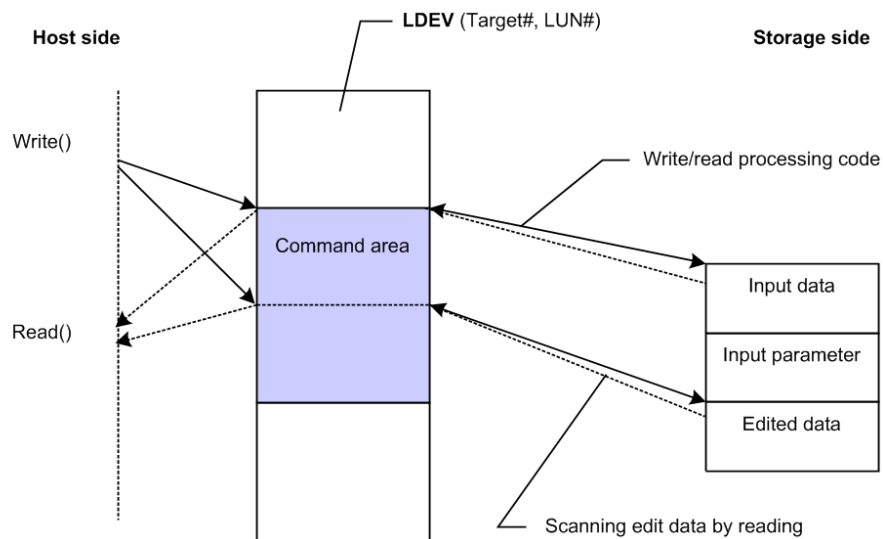 LDEV (Target#, LUN#)
Host side
Storage side
Write()
Write/read processing code
Command area
Input data
Read()
Input parameter
Edited data
Scanning edit data by reading